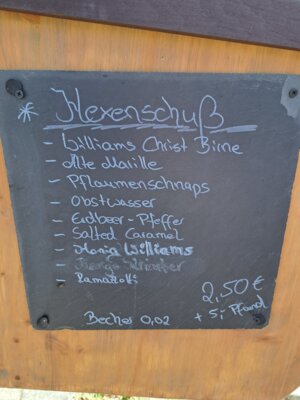 * Hexenschuß
- Williams Christ Birne
- Alte Marille
- Pflaumenschnaps
- Obstwasser
- Erdbeer-Pfeffer
- Salted Caramel
- Honig Williams
-
- Ramazotti
2,50 €
Becher 0,02 + 5,- Pfand